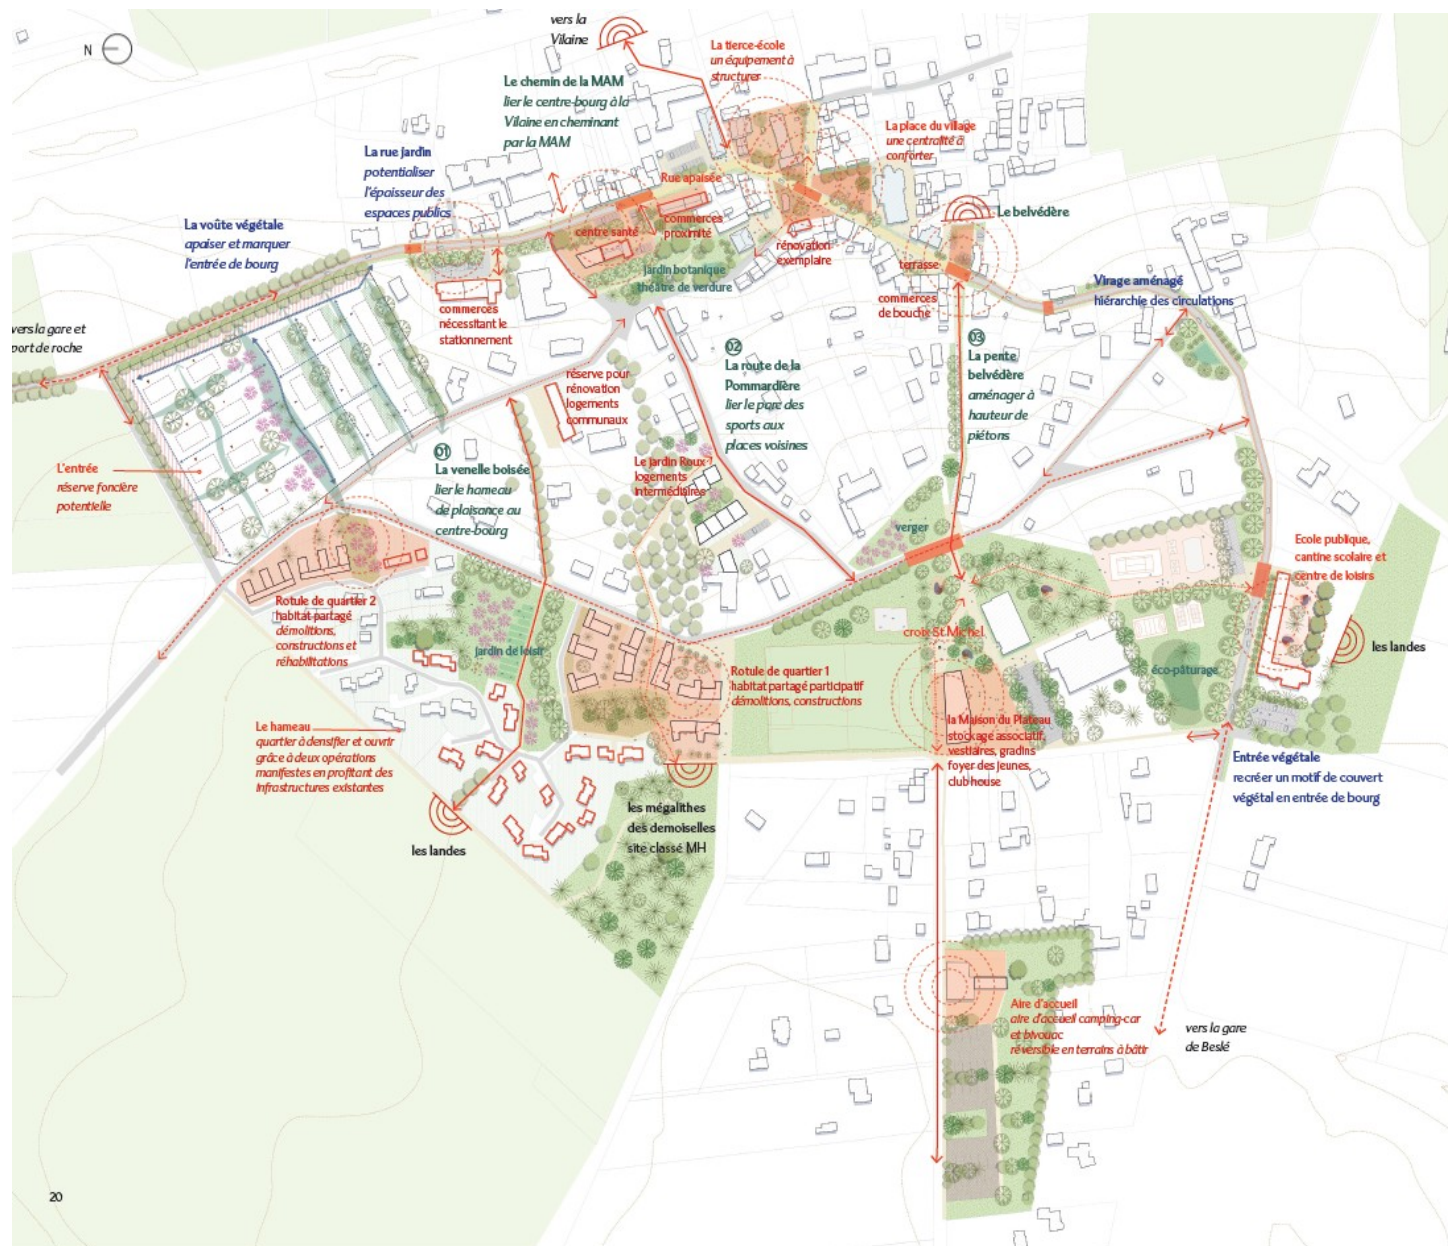 vers la
Vilaine
N
La tierce-école
un équipement à
structurer
Le chemin de la MAM
lier le centre-bourg à la
Vilaine en cheminant
par la MAM
La place du village
une centralité à
conforter
La rue jardin
potentialiser
l'épaisseur des
espaces publics
Rue apaisée
La voûte végétale
apaiser et marquer
l'entrée de bourg
centre santé
commerces
proximité
Le belvédère
rénovation
exemplaire
terrasse
jardin botanique
théâtre de verdure
Virage aménagé
hiérarchie des circulations
commerces
nécessitant le
stationnement
commerces
de bouche
vers la gare et
port de roche
03
La pente
belvédère
aménager à
hauteur de
piétons
02
La route de la
Pommardière
lier le parc des
sports aux
places voisines
réserve pour
rénovation
logements
communaux
01
La venelle boisée
lier le hameau
de plaisance au
centre-bourg
L'entrée
réserve foncière
potentielle
Le jardin Roux
logements
intermédiaires
verger
Ecole publique,
cantine scolaire et
centre de loisirs
Rotule de quartier 2
habitat partagé
démolitions,
constructions et
réhabilitations
croix St Michel
les landes
jardin de loisir
Rotule de quartier 1
habitat partagé participatif
démolitions, constructions
éco-pâturage
Le hameau
quartier à densifier et ouvrir
grâce à deux opérations
manifestes en profitant des
infrastructures existantes
la Maison du Plateau
stockage associatif,
vestiaires, gradins
foyer des jeunes,
club-house
Entrée végétale
recréer un motif de couvert
végétal en entrée de bourg
les mégalithes
des demoiselles
site classé MH
les landes
Aire d'accueil
aire d'accueil camping-car
et bivouac
réversible en terrains à bâtir
vers la gare
de Beslé
20